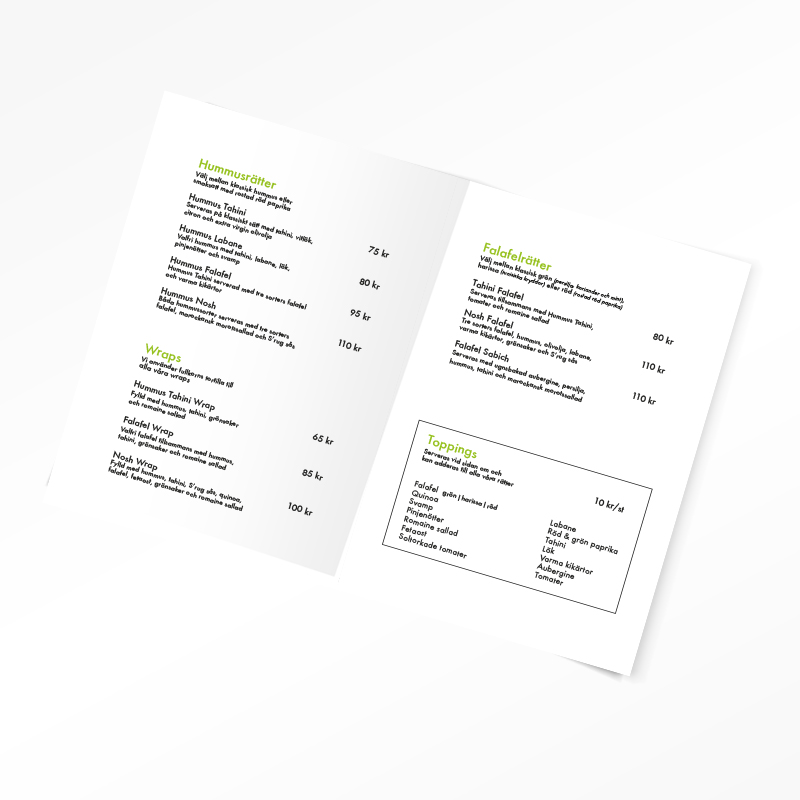 Hummusrätter
Välj mellan klassisk hummus eller
smaksatt med rostad röd paprika
Hummus Tahini
Serveras på klassiskt sätt med tahini, vitlök,
citron och extra virgin olivolja
75 kr
Hummus Labane
Valfri hummus med tahini, labane, lök,
pinjenötter och svamp
80 kr
Hummus Falafel
Hummus Tahini serverad med tre sorters falafel
och varma kikärtor
95 kr
Hummus Nosh
Båda hummussorter serveras med tre sorters
falafel, marockansk morotssallad och S'rug sås
110 kr
Wraps
Vi använder fullkorns tortilla till
alla våra wraps
Hummus Tahini Wrap
Fylld med hummus, tahini, grönsaker
och romaine sallad
65 kr
Falafel Wrap
Valfri falafel tillsammans med hummus,
tahini, grönsaker och romaine sallad
85 kr
Nosh Wrap
Fylld med hummus, tahini, S'rug sås, quinoa,
falafel, fetaost, grönsaker och romaine sallad
100 kr
Falafelrätter
Välj mellan klassisk grön (persilja, koriander och mint),
harissa (kryddor) eller röd (rostad röd paprika)
Tahini Falafel
Serveras tillsammans med Hummus Tahini,
tomater och romaine sallad
80 kr
Nosh Falafel
Tre sorters falafel, hummus, olivolja, labane,
varma kikärtor, grönsaker och S'rug sås
110 kr
Falafel Sabich
Serveras med ugnsbakad aubergine, persilja,
hummus, tahini och marockansk morotssallad
110 kr
Toppings
Serveras vid sidan om och
kan adderas till alla våra rätter
10 kr/st
Falafel grön | harissa | röd
Quinoa
Svamp
Pinjenötter
Romaine sallad
Fetaost
Soltorkade tomater
Labane
Röd & grön paprika
Tahini
Lök
Varma kikärtor
Aubergine
Tomater